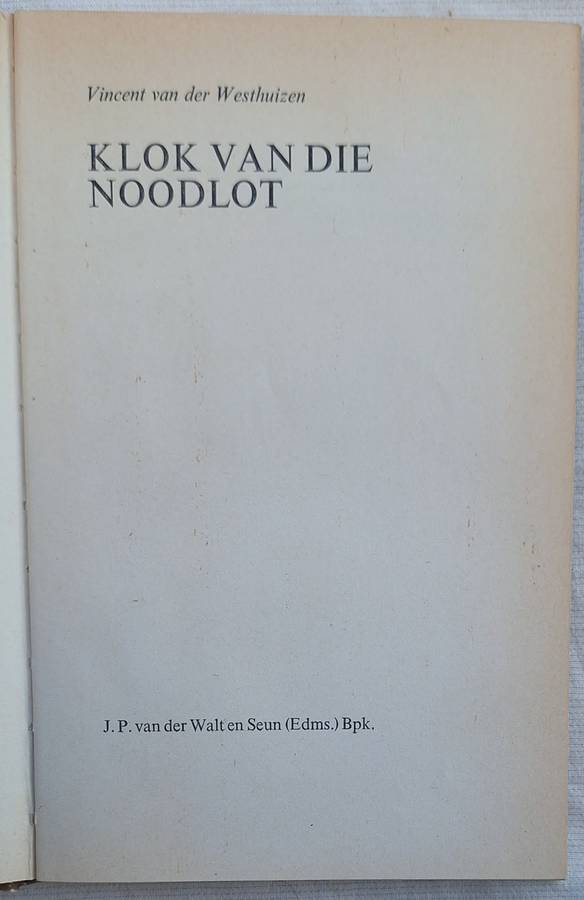 Vincent van der Westhuizen
KLOK VAN DIE
NOODLOT
J. P. van der Walt en Seun (Edms.) Bpk.